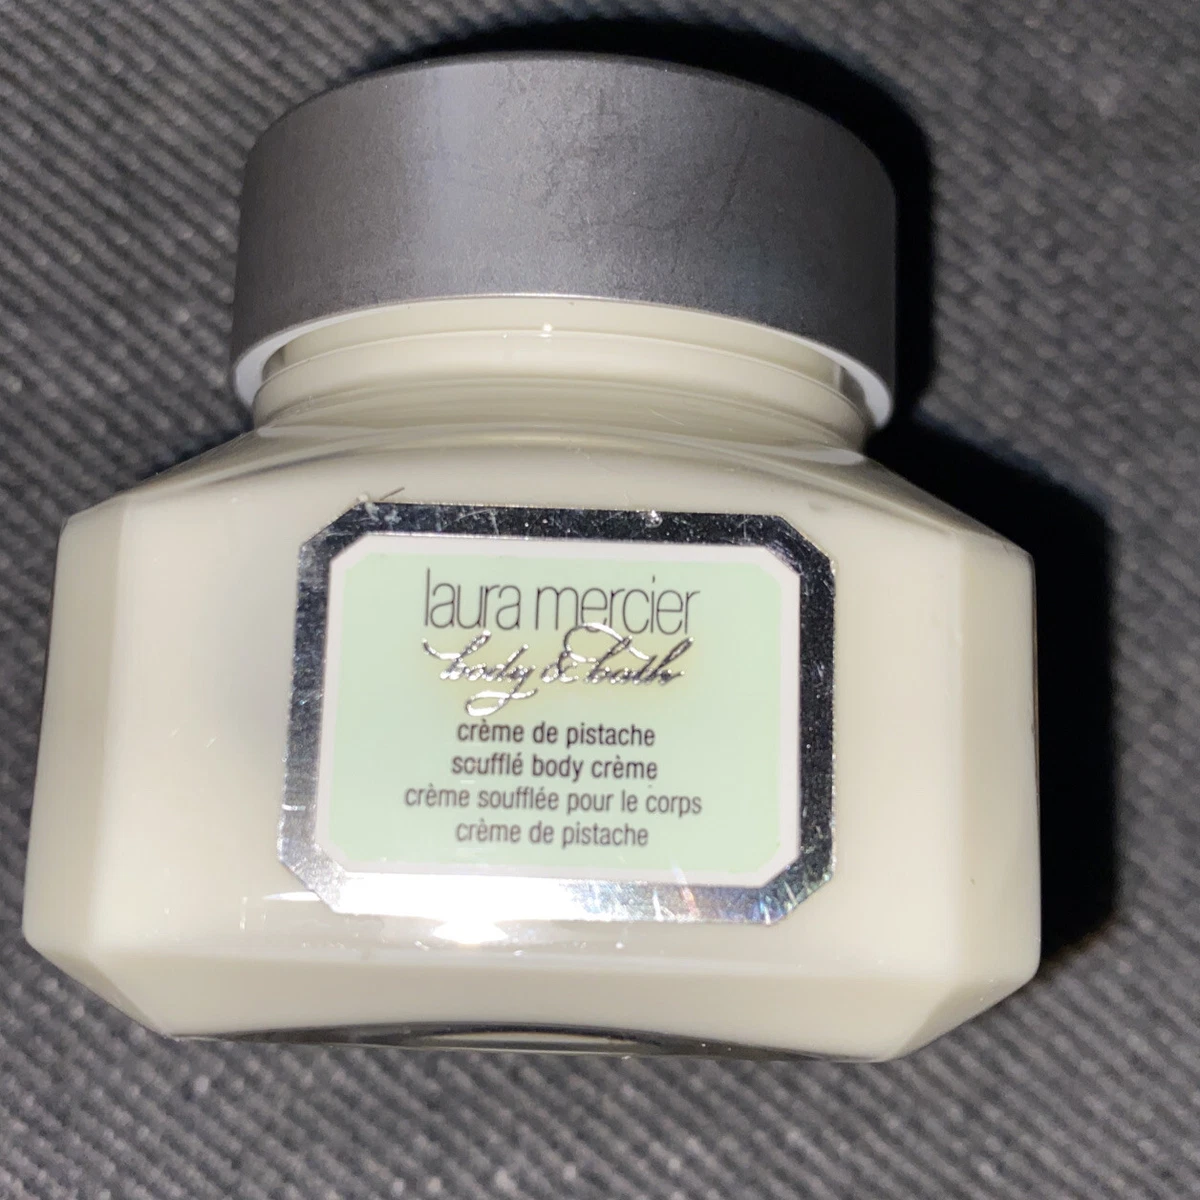 laura mercier
body & bath
crème de pistache
soufflé body crème
crème soufflée pour le corps
crème de pistache